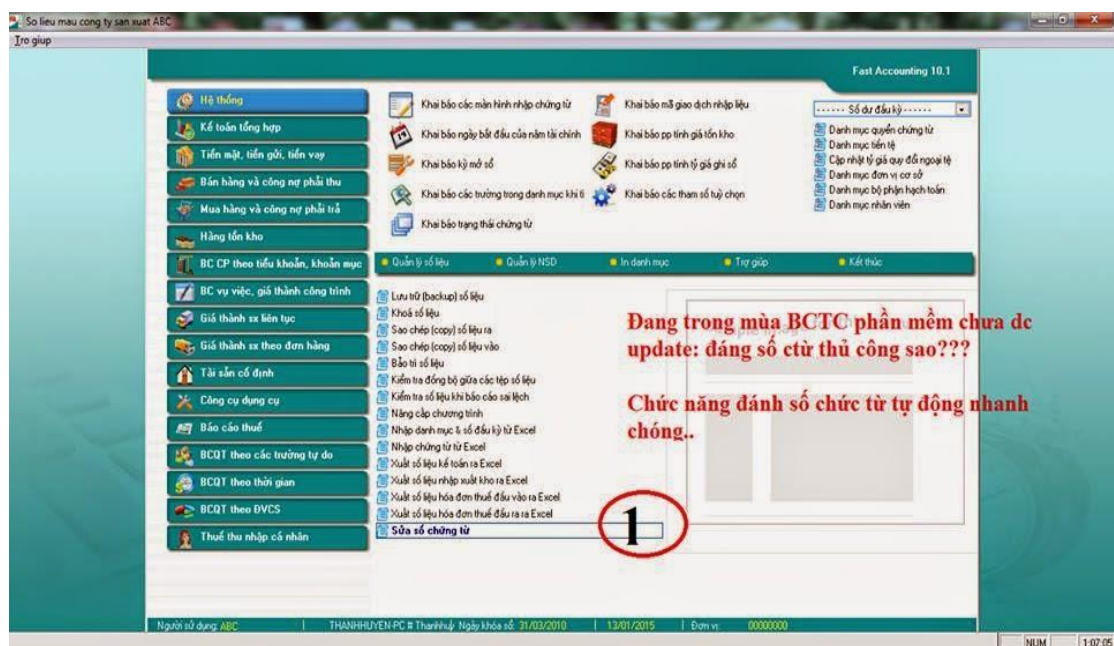 So lieu mau cong ty san xuat ABC
Tro giup
Fast Accounting 10.1
Hệ thống
Kế toán tổng hợp
Tiền mặt, tiền gửi, tiền vay
Bán hàng và công nợ phải thu
Mua hàng và công nợ phải trả
Hàng tồn kho
BC CP theo tiểu khoản, khoản mục
BC vụ việc, giá thành công trình
Giá thành sx liên tục
Giá thành sx theo đơn hàng
Tài sản cố định
Công cụ dụng cụ
Báo cáo thuế
BCQT theo các trường tự do
BCQT theo thời gian
BCQT theo ĐVCS
Thuế thu nhập cá nhân
Khai báo các màn hình nhập chứng từ
Khai báo ngày bắt đầu của năm tài chính
Khai báo kỳ mở sổ
Khai báo các trường trong danh mục khi ti
Khai báo trạng thái chứng từ
Khai báo mã giao dịch nhập liệu
Khai báo pp tính giá tồn kho
Khai báo pp tính tỷ giá ghi sổ
Khai báo các tham số tuỳ chọn
------ Số dư đầu kỳ ------
Danh mục quyển chứng từ
Danh mục tiền tệ
Cập nhật tỷ giá quy đổi ngoại tệ
Danh mục đơn vị cơ sở
Danh mục bộ phận hạch toán
Danh mục nhân viên
Quản lý số liệu
Quản lý NSD
In danh mục
Trợ giúp
Kết thúc
Lưu trữ (backup) số liệu
Khoá số liệu
Sao chép (copy) số liệu ra
Sao chép (copy) số liệu vào
Bảo trì số liệu
Kiểm tra đồng bộ giữa các tệp số liệu
Kiểm tra số liệu khi báo cáo sai lệch
Nâng cấp chương trình
Nhập danh mục & số đầu kỳ từ Excel
Nhập chứng từ từ Excel
Xuất số liệu kế toán ra Excel
Xuất số liệu nhập xuất kho ra Excel
Xuất số liệu hóa đơn thuế đầu vào ra Excel
Xuất số liệu hóa đơn thuế đầu ra ra Excel
Sửa số chứng từ
1
Đang trong mùa BCTC phần mềm chưa dc
update: đáng số ctừ thủ công sao???
Chức năng đánh số chức từ tự động nhanh
chóng..
Người sử dụng: ABC
THANHHUYEN-PC # Thanhhuy
Ngày khóa sổ: 31/03/2010
13/01/2015
Đơn vị: 00000000
NUM
1:07:05